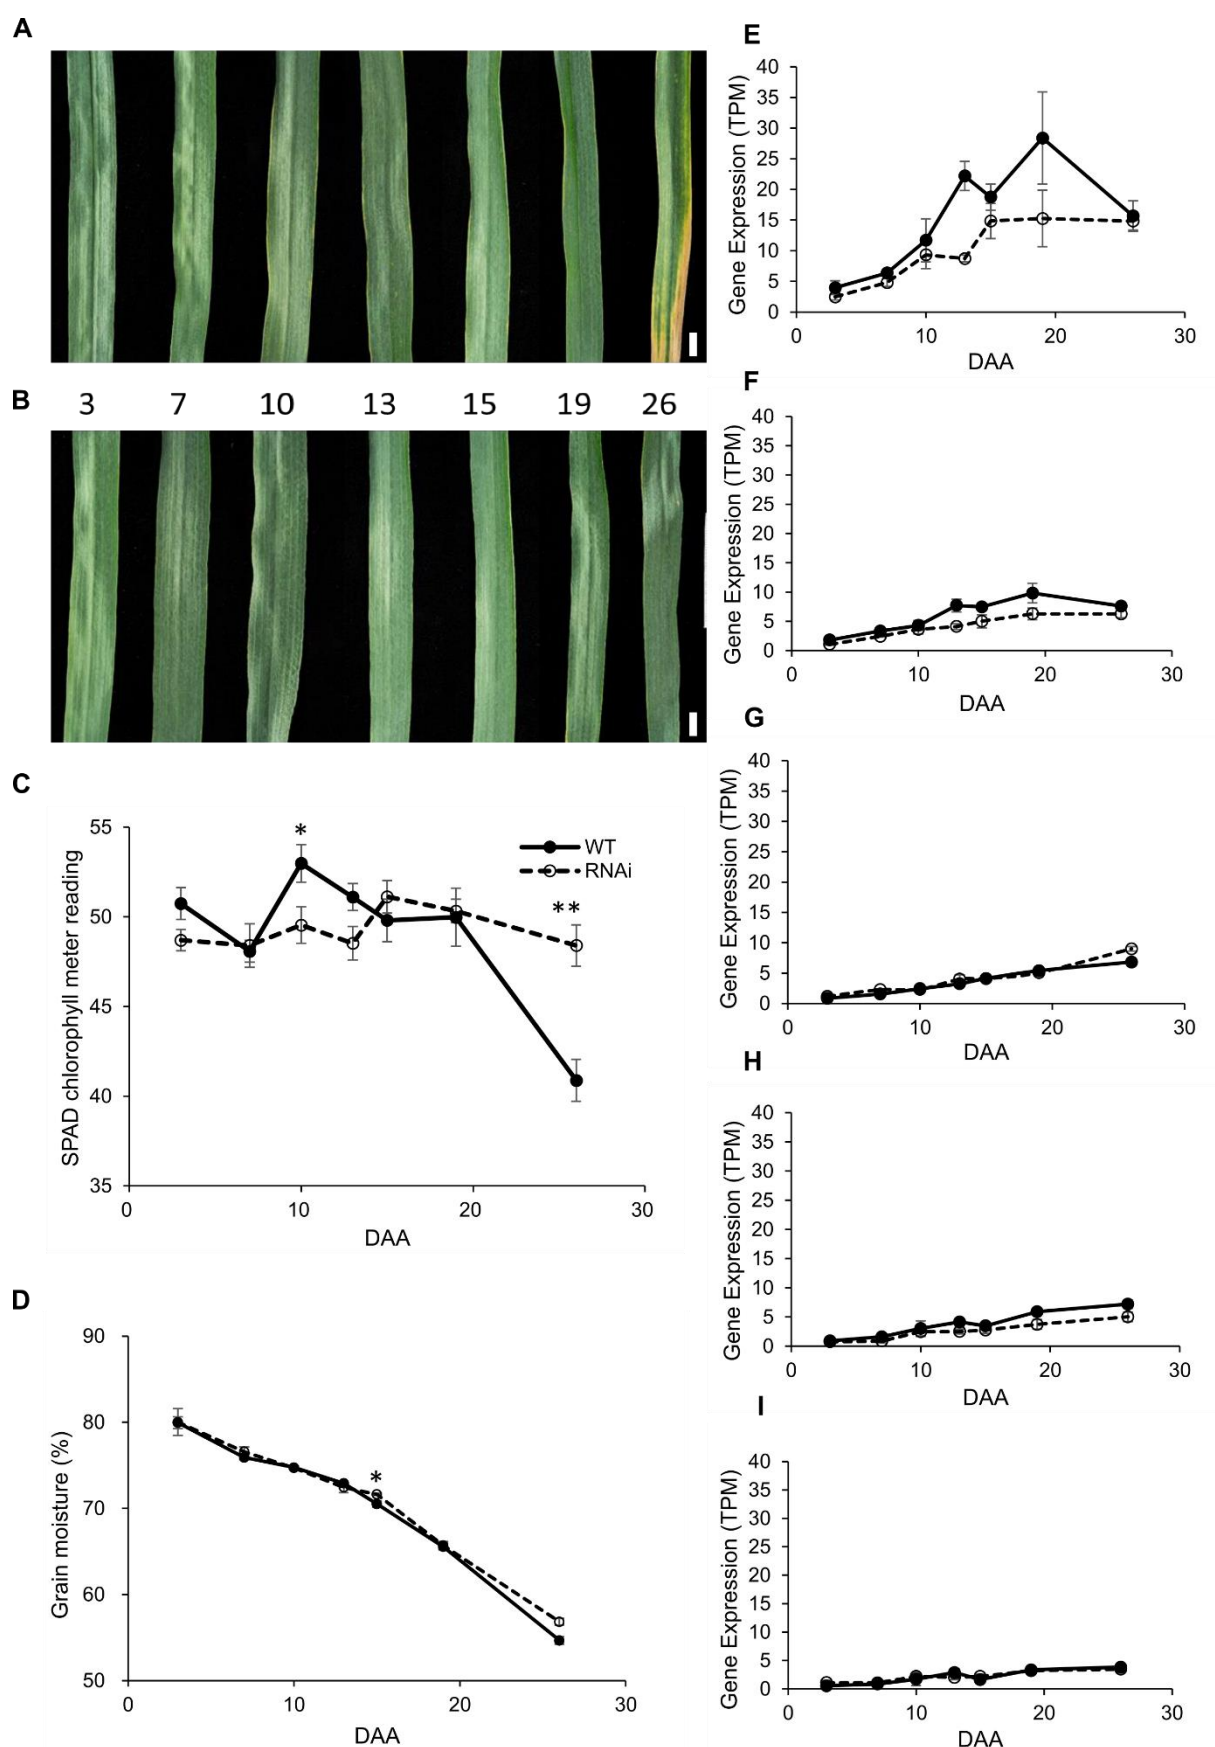 A
B
3 7 10 13 15 19 26
C
SPAD chlorophyll meter reading
55
50
45
40
35
0 10 20 30
DAA
*
**
WT
RNAi
D
Grain moisture (%)
90
80
70
60
50
0 10 20 30
DAA
*
E
Gene Expression (TPM)
40
35
30
25
20
15
10
5
0
0 10 20 30
DAA
F
Gene Expression (TPM)
40
35
30
25
20
15
10
5
0
0 10 20 30
DAA
G
Gene Expression (TPM)
40
35
30
25
20
15
10
5
0
0 10 20 30
DAA
H
Gene Expression (TPM)
40
35
30
25
20
15
10
5
0
0 10 20 30
DAA
I
Gene Expression (TPM)
40
35
30
25
20
15
10
5
0
0 10 20 30
DAA